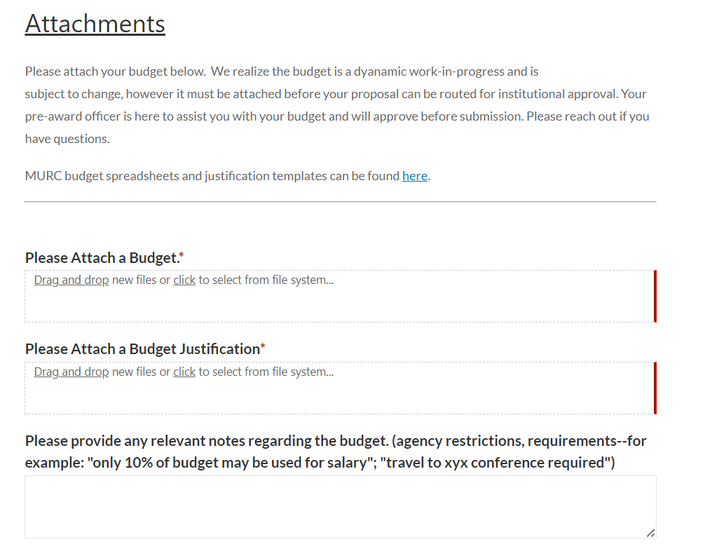 Attachments
Please attach your budget below.  We realize the budget is a dyanamic work-in-progress and is
subject to change, however it must be attached before your proposal can be routed for institutional approval. Your
pre-award officer is here to assist you with your budget and will approve before submission. Please reach out if you
have questions.
MURC budget spreadsheets and justification templates can be found here.
Please Attach a Budget.*
Drag and drop new files or click to select from file system...
Please Attach a Budget Justification*
Drag and drop new files or click to select from file system...
Please provide any relevant notes regarding the budget. (agency restrictions, requirements--for
example: "only 10% of budget may be used for salary"; "travel to xyx conference required")